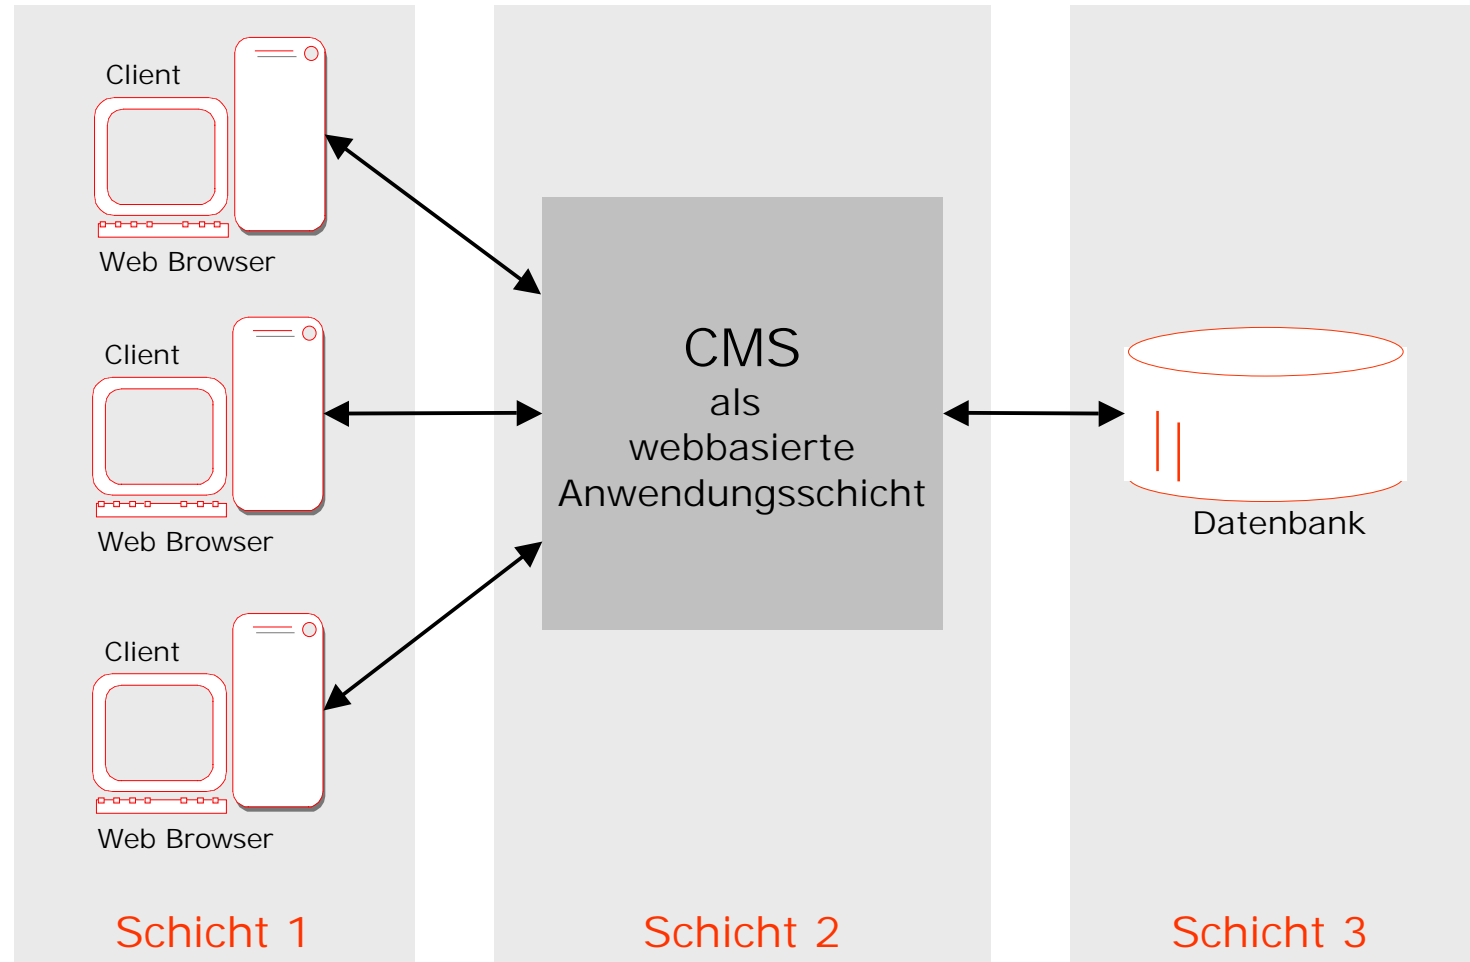 Client
Web Browser
Client
Web Browser
Client
Web Browser
Schicht 1
CMS
als
webbasierte
Anwendungsschicht
Schicht 2
Datenbank
Schicht 3